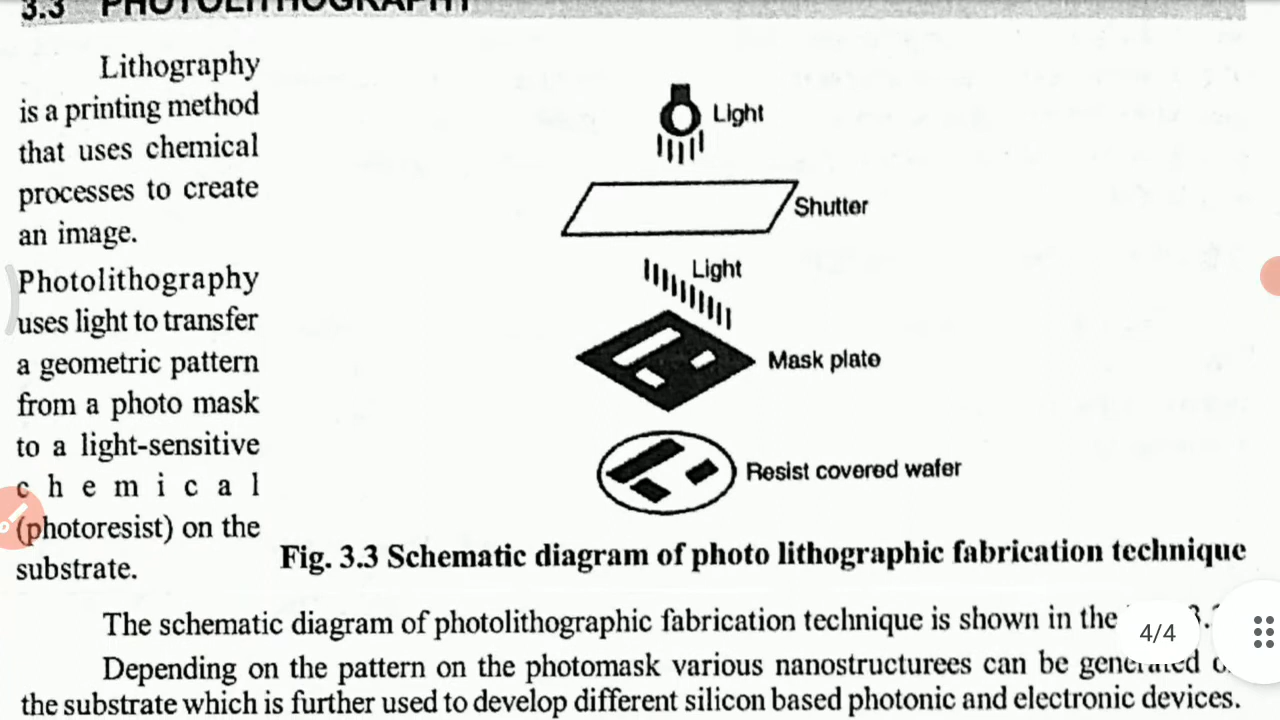 3.3 PHOTOLITHOGRAPHY
Lithography
is a printing method
that uses chemical
processes to create
an image.
Photolithography
uses light to transfer
a geometric pattern
from a photo mask
to a light-sensitive
c h e m i c a l
(photoresist) on the
substrate.
Light
Shutter
Light
Mask plate
Resist covered wafer
Fig. 3.3 Schematic diagram of photo lithographic fabrication technique
The schematic diagram of photolithographic fabrication technique is shown in the
4/4
Depending on the pattern on the photomask various nanostructurees can be generated
the substrate which is further used to develop different silicon based photonic and electronic devices.